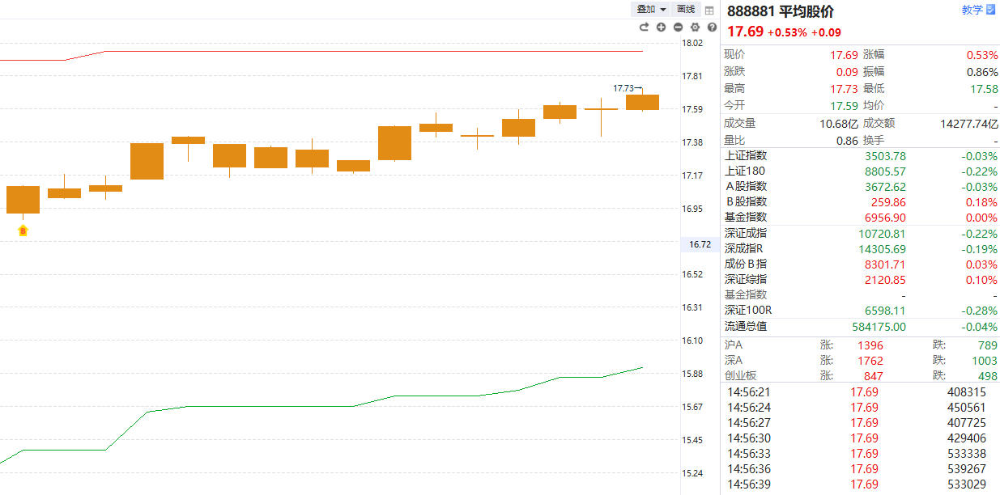 叠加 画线
18.02
17.81
17.59
17.38
17.17
16.95
16.72
16.52
16.31
16.10
15.88
15.67
15.45
15.24
17.73
B
888881 平均股价 教学
17.69 +0.53% +0.09
现价 17.69 涨幅 0.53%
涨跌 0.09 振幅 0.86%
最高 17.73 最低 17.58
今开 17.59 均价 -
成交量 10.68亿 成交额 14277.74亿
量比 0.86 换手 -
上证指数 3503.78 -0.03%
上证180 8805.57 -0.22%
Ａ股指数 3672.62 -0.03%
Ｂ股指数 259.86 0.18%
基金指数 6956.90 0.00%
深证成指 10720.81 -0.22%
深成指R 14305.69 -0.19%
成份Ｂ指 8301.71 0.03%
深证综指 2120.85 0.10%
基金指数 - -
深证100R 6598.11 -0.28%
流通总值 584175.00 -0.04%
沪A 涨: 1396 跌: 789
深A 涨: 1762 跌: 1003
创业板 涨: 847 跌: 498
14:56:21 17.69 408315
14:56:24 17.69 450561
14:56:27 17.69 407725
14:56:30 17.69 429406
14:56:33 17.69 533338
14:56:36 17.69 539267
14:56:39 17.69 533029